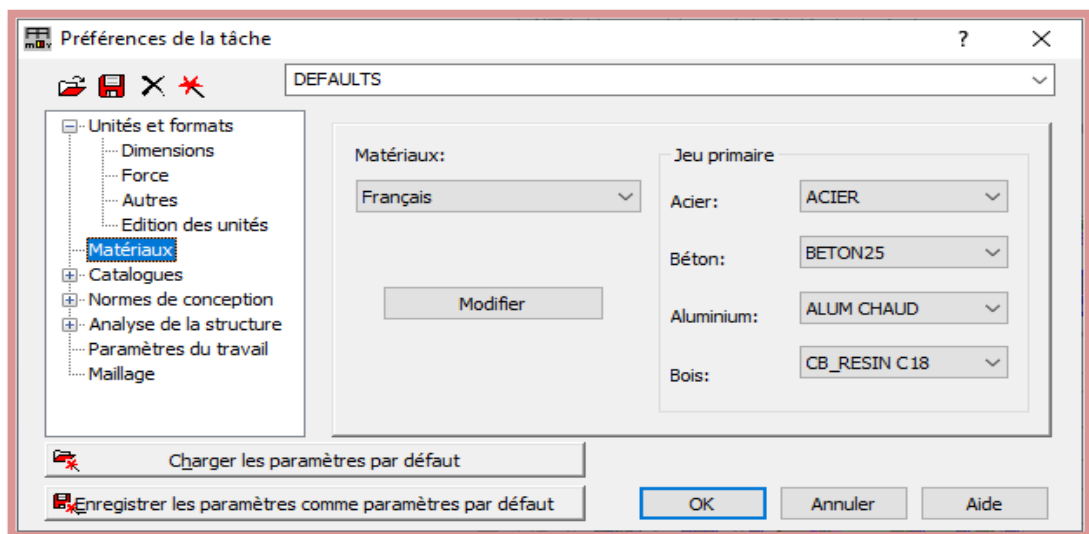 Préférences de la tâche
?
DEFAULTS
Unités et formats
Dimensions
Force
Autres
Edition des unités
Matériaux
Catalogues
Normes de conception
Analyse de la structure
Paramètres du travail
Maillage
Matériaux:
Français
Modifier
Jeu primaire
Acier: ACIER
Béton: BETON25
Aluminium: ALUM CHAUD
Bois: CB_RESIN C18
Charger les paramètres par défaut
Enregistrer les paramètres comme paramètres par défaut
OK Annuler Aide